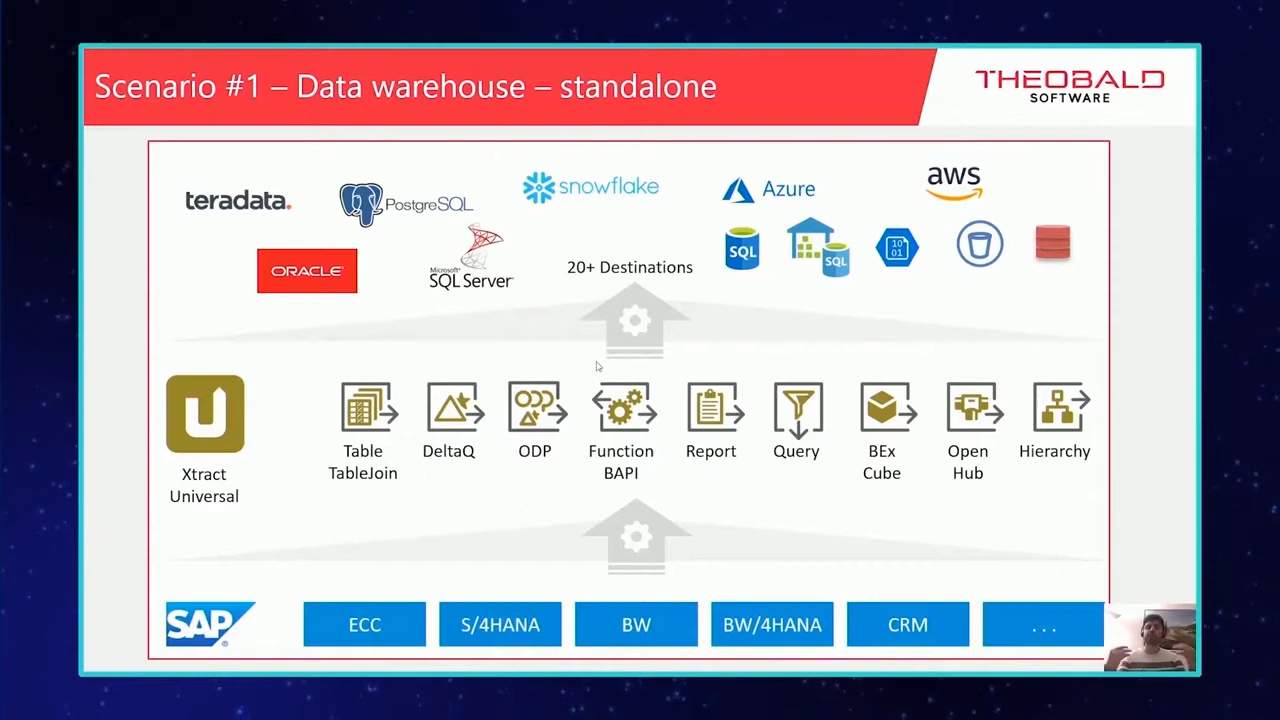 Scenario #1 – Data warehouse – standalone
THEOBALD
SOFTWARE
teradata.
PostgreSQL
snowflake
Azure
aws
ORACLE
Microsoft
SQL Server
20+ Destinations
SQL
SQL
10
01
Xtract
Universal
Table
TableJoin
DeltaQ
ODP
Function
BAPI
Report
Query
BEx
Cube
Open
Hub
Hierarchy
SAP
ECC
S/4HANA
BW
BW/4HANA
CRM
. . .